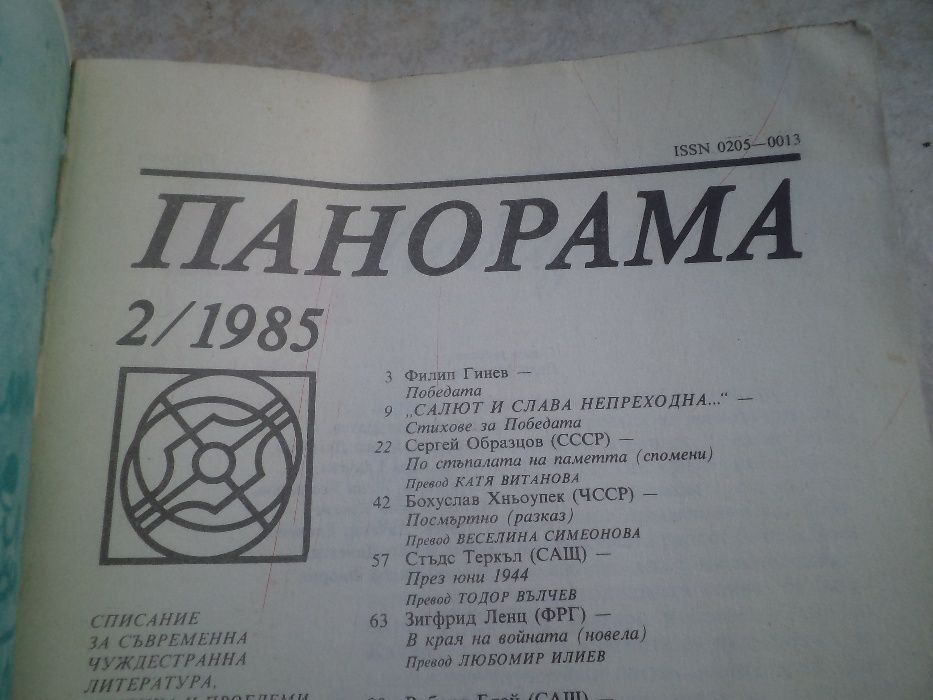 ISSN 0205—0013
ПАНОРАМА
2/1985
3 Филип Гинев —
Победата
9 „САЛЮТ И СЛАВА НЕПРЕХОДНА...“ —
Стихове за Победата
22 Сергей Образцов (СССР) —
По стъпалата на паметта (спомени)
Превод КАТЯ ВИТАНОВА
42 Бохуслав Хньоупек (ЧССР) —
Посмъртно (разказ)
Превод ВЕСЕЛИНА СИМЕОНОВА
57 Стъдс Теркъл (САЩ) —
През юни 1944
Превод ТОДОР ВЪЛЧЕВ
63 Зигфрид Ленц (ФРГ) —
В края на войната (новела)
Превод ЛЮБОМИР ИЛИЕВ
СПИСАНИЕ
ЗА СЪВРЕМЕННА
ЧУЖДЕСТРАННА
ЛИТЕРАТУРА,
И ПРОБЛЕМИ
(САЩ) —